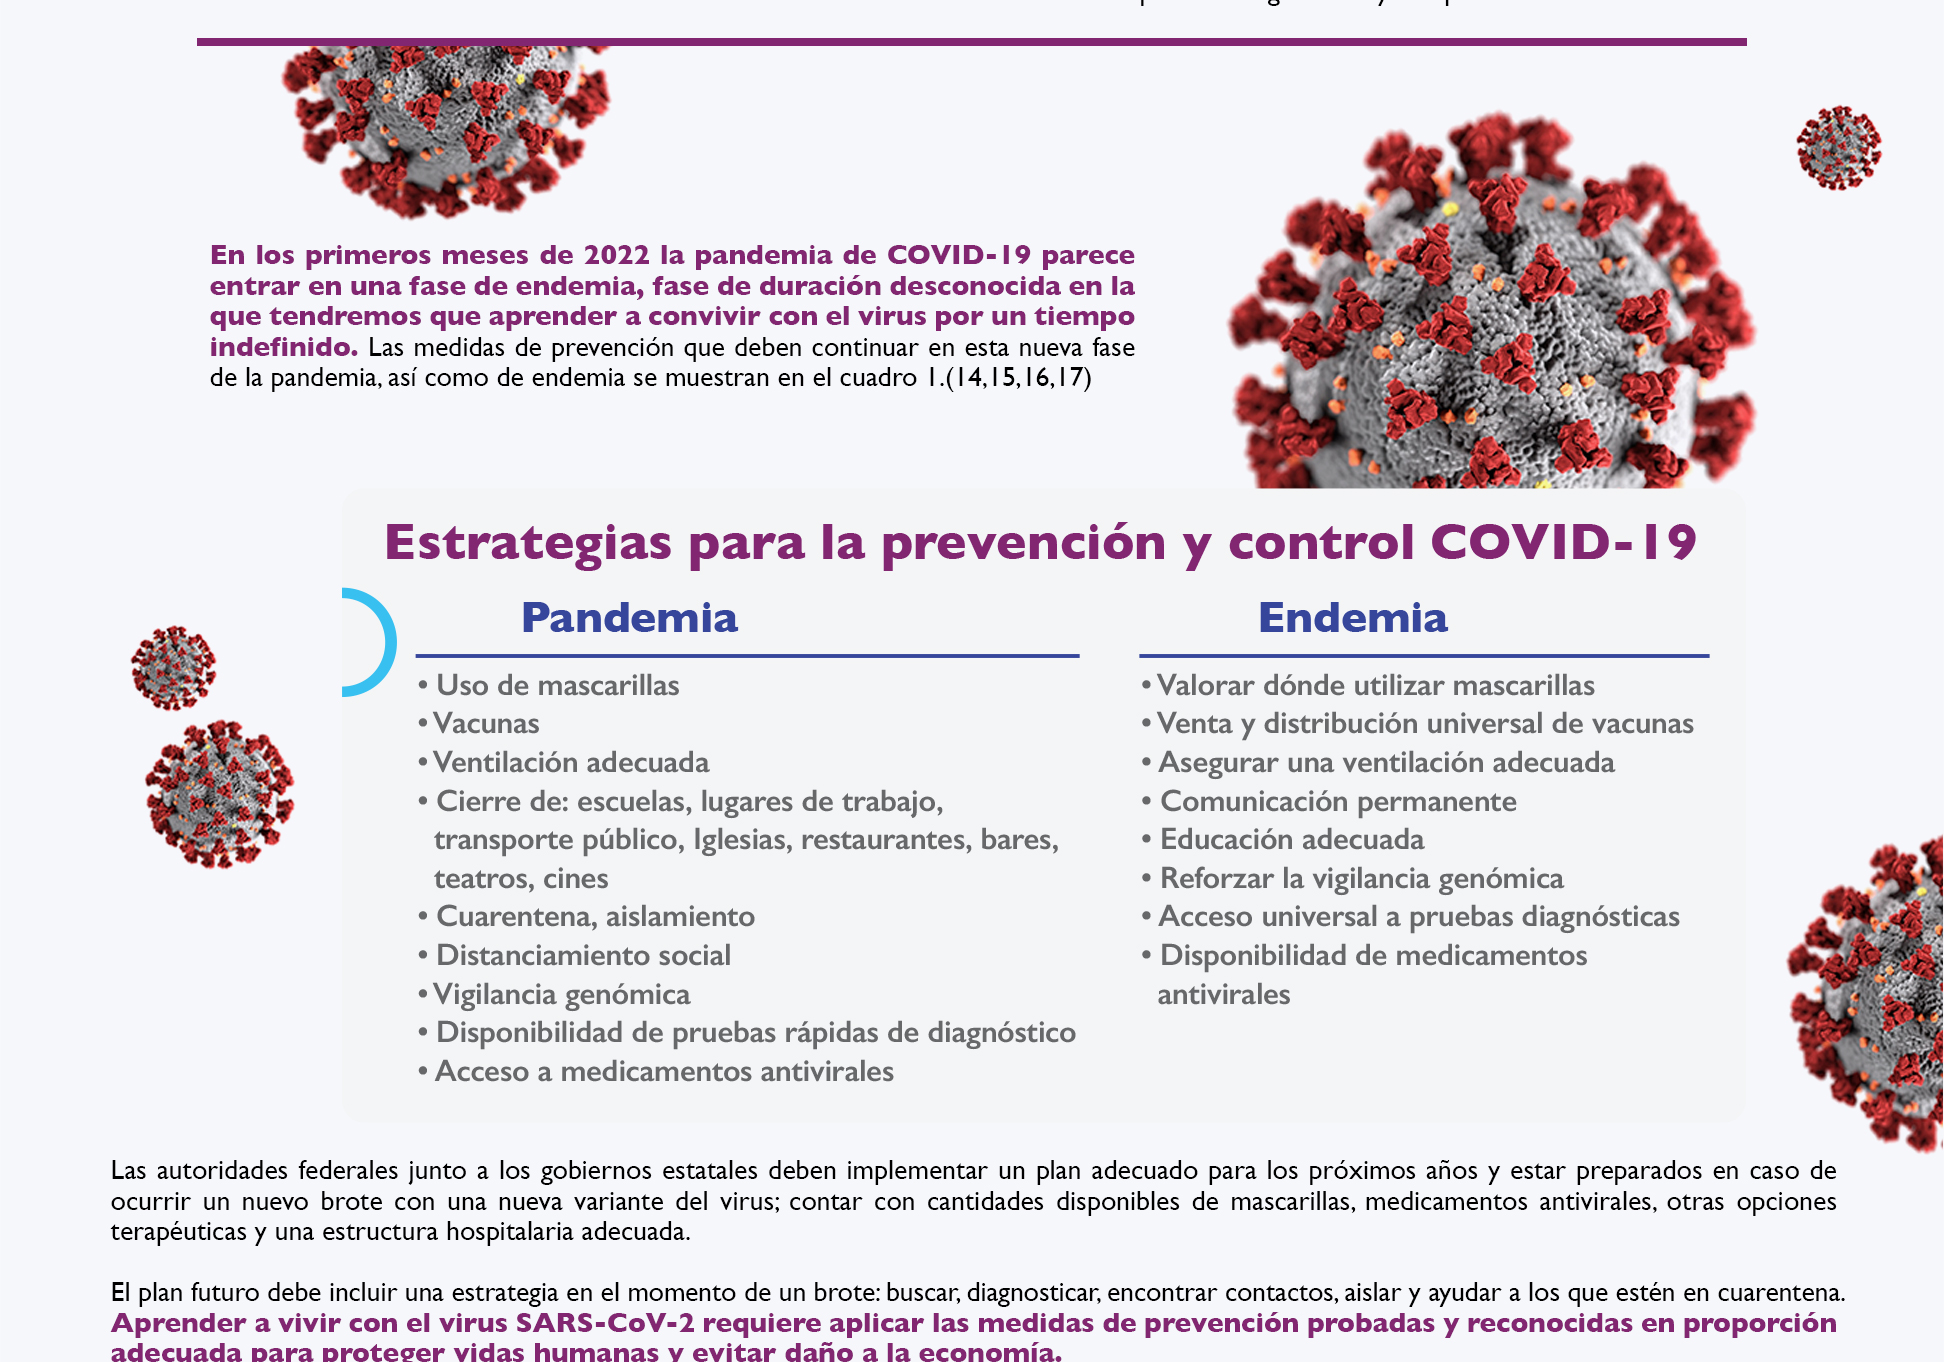 En los primeros meses de 2022 la pandemia de COVID-19 parece
entrar en una fase de endemia, fase de duración desconocida en la
que tendremos que aprender a convivir con el virus por un tiempo
indefinido. Las medidas de prevención que deben continuar en esta nueva fase
de la pandemia, así como de endemia se muestran en el cuadro 1.(14,15,16,17)
Estrategias para la prevención y control COVID-19
Pandemia
• Uso de mascarillas
• Vacunas
• Ventilación adecuada
• Cierre de: escuelas, lugares de trabajo,
transporte público, Iglesias, restaurantes, bares,
teatros, cines
• Cuarentena, aislamiento
• Distanciamiento social
• Vigilancia genómica
• Disponibilidad de pruebas rápidas de diagnóstico
• Acceso a medicamentos antivirales
Endemia
• Valorar dónde utilizar mascarillas
• Venta y distribución universal de vacunas
• Asegurar una ventilación adecuada
• Comunicación permanente
• Educación adecuada
• Reforzar la vigilancia genómica
• Acceso universal a pruebas diagnósticas
• Disponibilidad de medicamentos
antivirales
Las autoridades federales junto a los gobiernos estatales deben implementar un plan adecuado para los próximos años y estar preparados en caso de
ocurrir un nuevo brote con una nueva variante del virus; contar con cantidades disponibles de mascarillas, medicamentos antivirales, otras opciones
terapéuticas y una estructura hospitalaria adecuada.
El plan futuro debe incluir una estrategia en el momento de un brote: buscar, diagnosticar, encontrar contactos, aislar y ayudar a los que estén en cuarentena.
Aprender a vivir con el virus SARS-CoV-2 requiere aplicar las medidas de prevención probadas y reconocidas en proporción
adecuada para proteger vidas humanas y evitar daño a la economía.